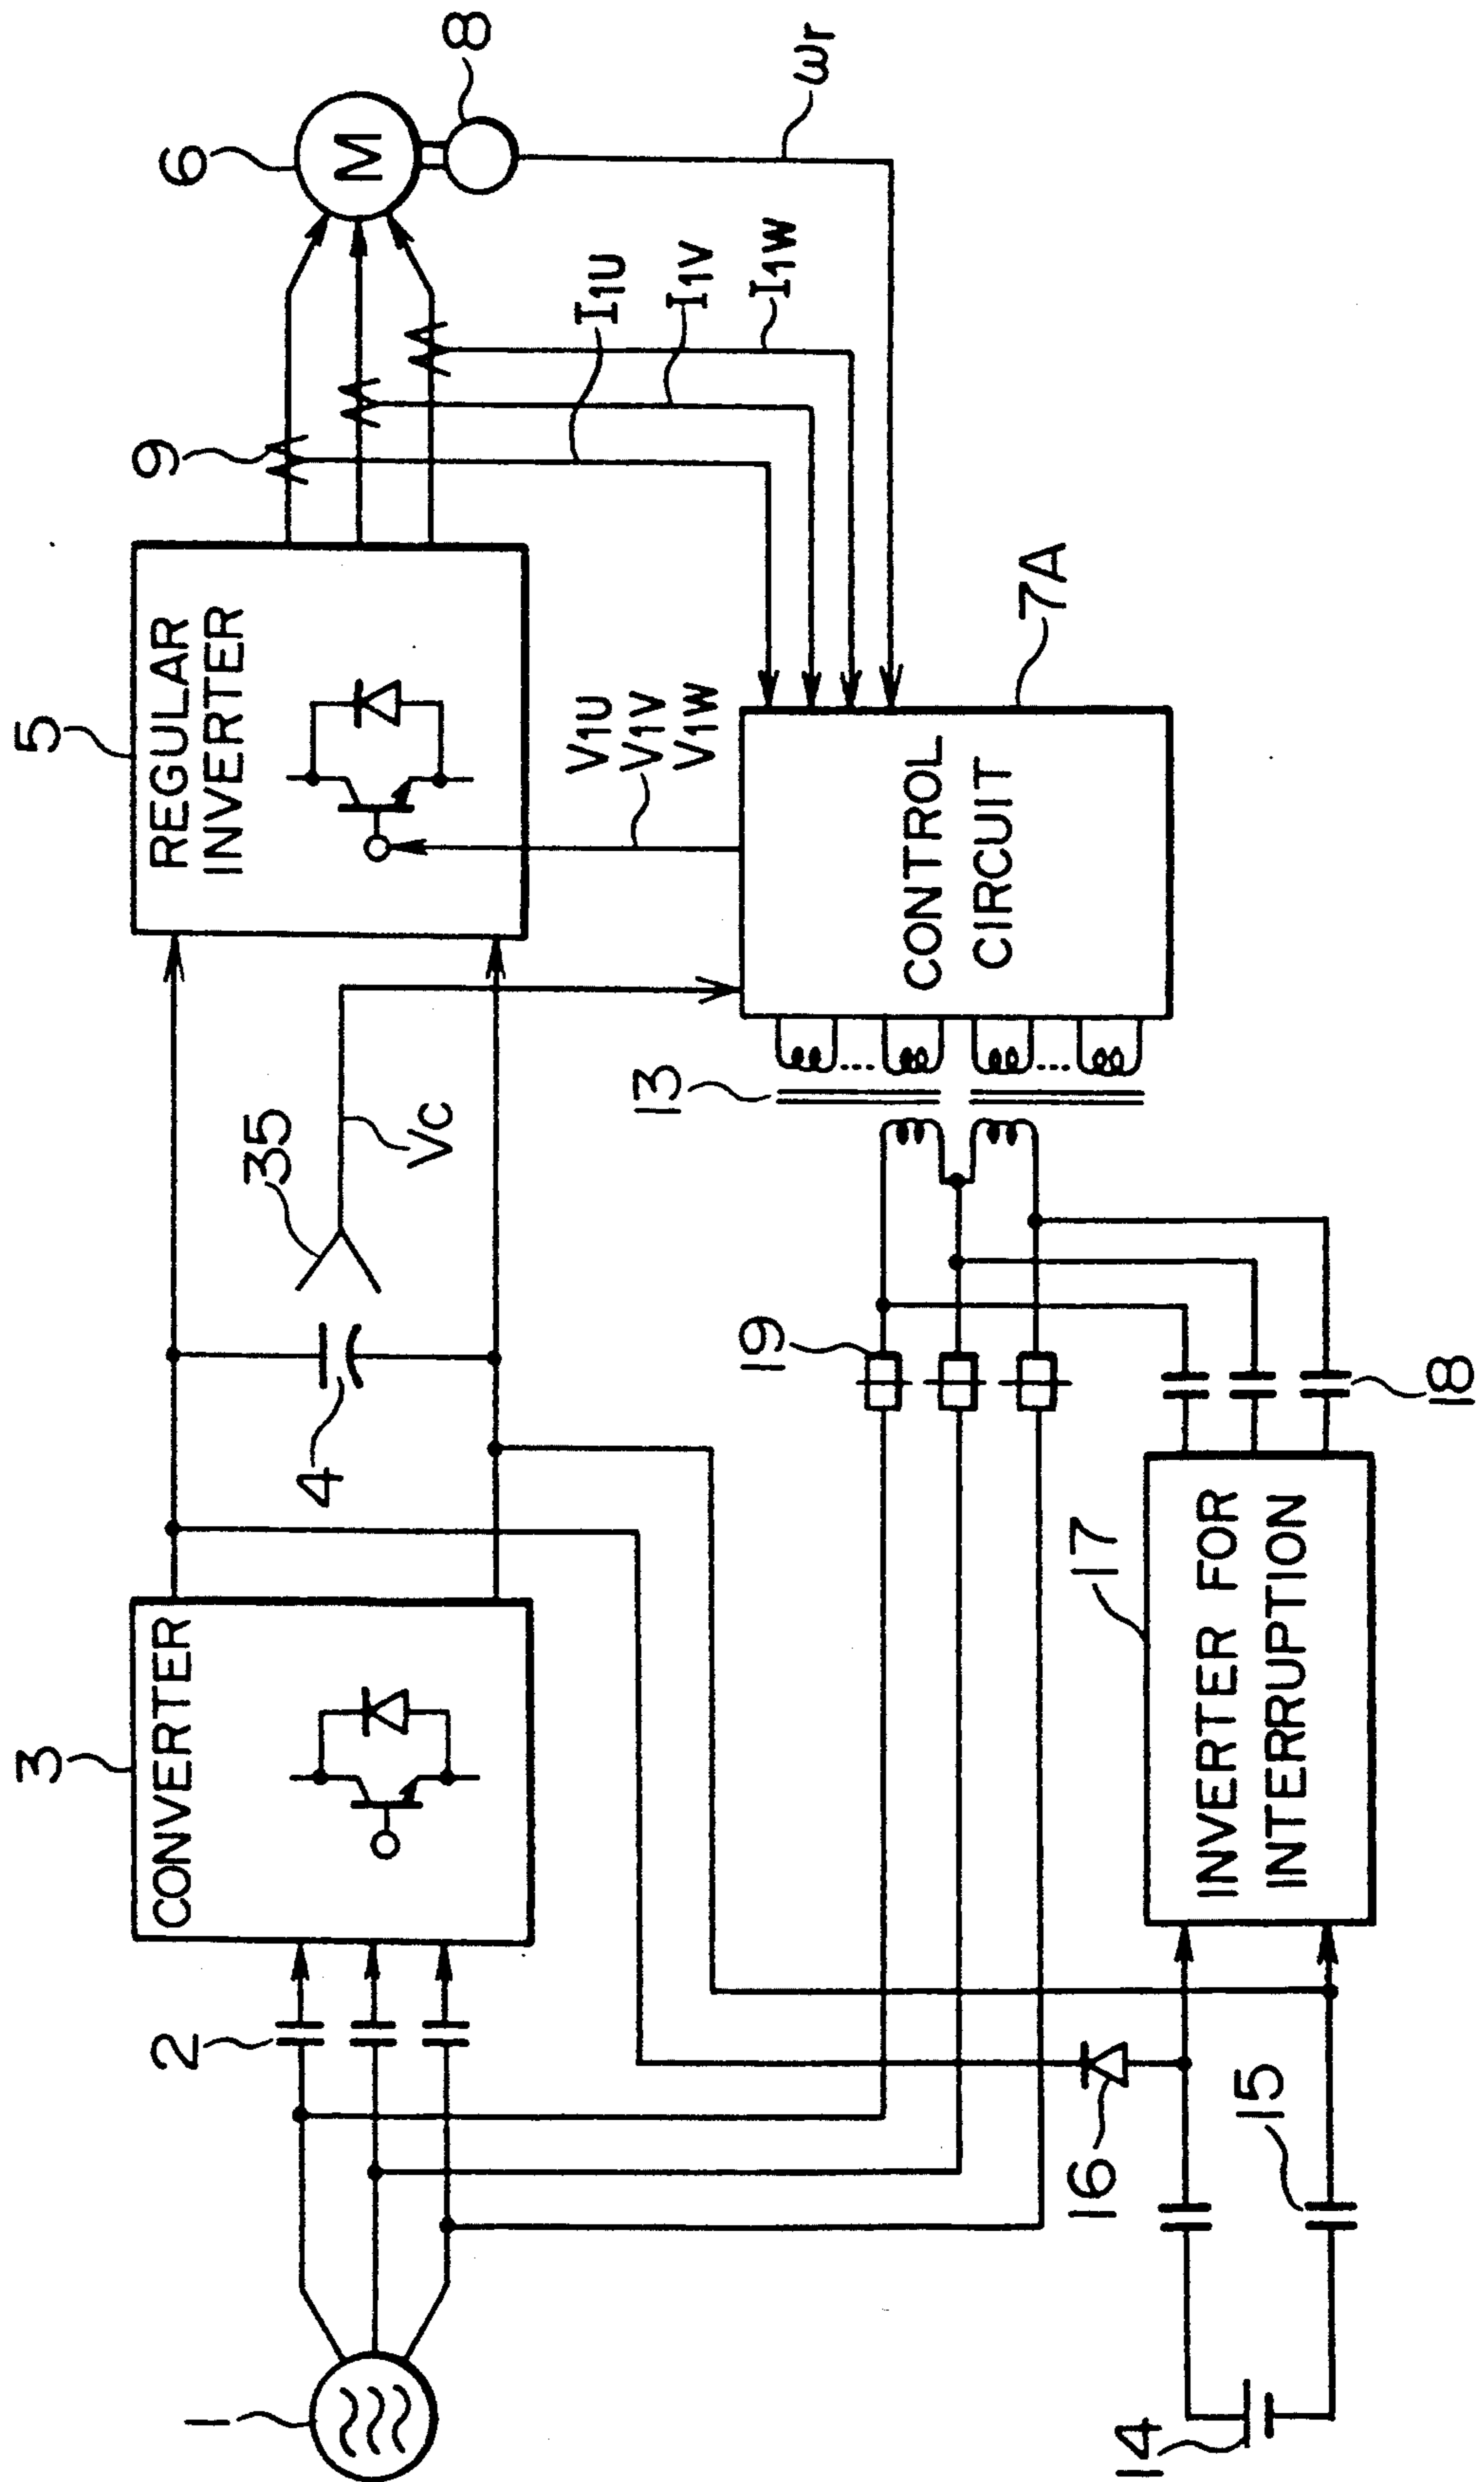 1
2
3
CONVERTER
4
35
VC
5
REGULAR
INVERTER
9
6
M
8
ωr
I1U
I1V
I1W
V1U
V1V
V1W
7A
CONTROL
CIRCUIT
13
19
14
15
16
17
INVERTER FOR
INTERRUPTION
18